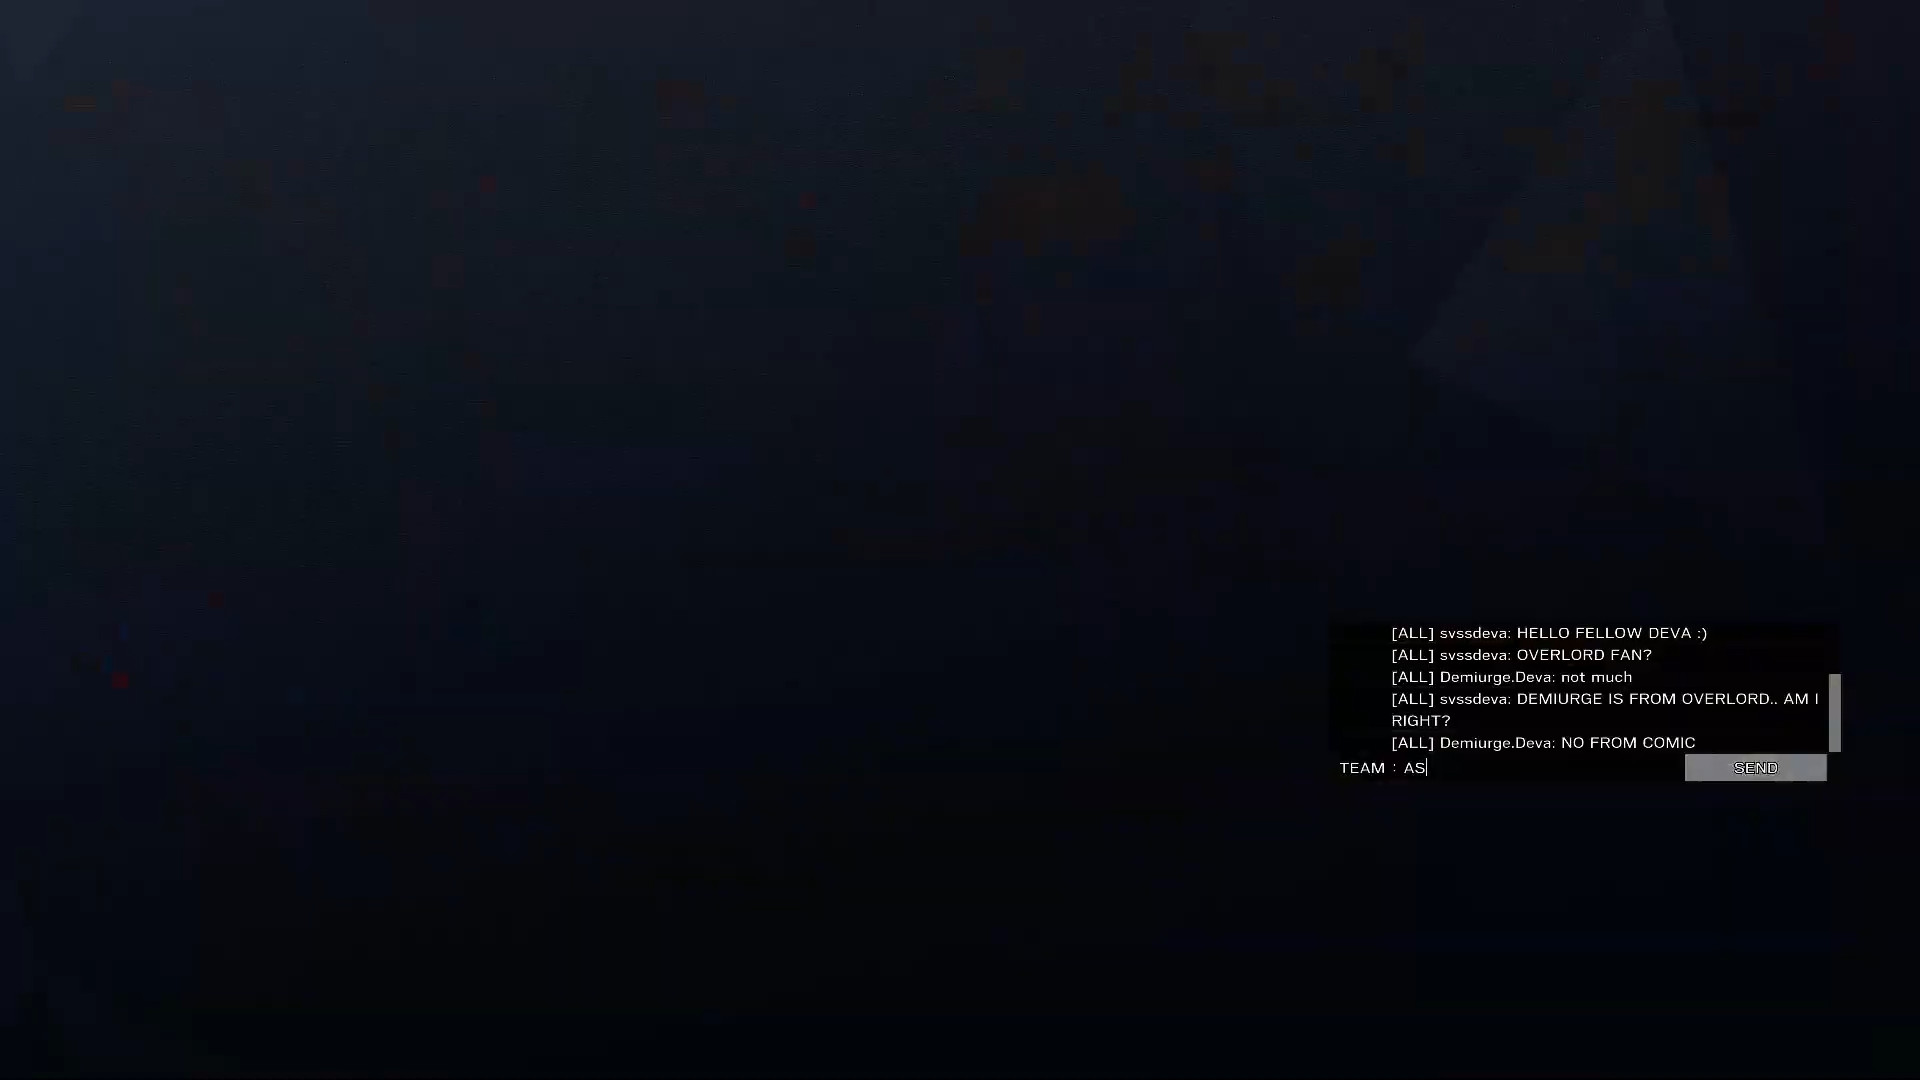 [ALL] svssdeva: HELLO FELLOW DEVA :)
[ALL] svssdeva: OVERLORD FAN?
[ALL] Demiurge.Deva: not much
[ALL] svssdeva: DEMIURGE IS FROM OVERLORD.. AM I
RIGHT?
[ALL] Demiurge.Deva: NO FROM COMIC
TEAM : AS
SEND